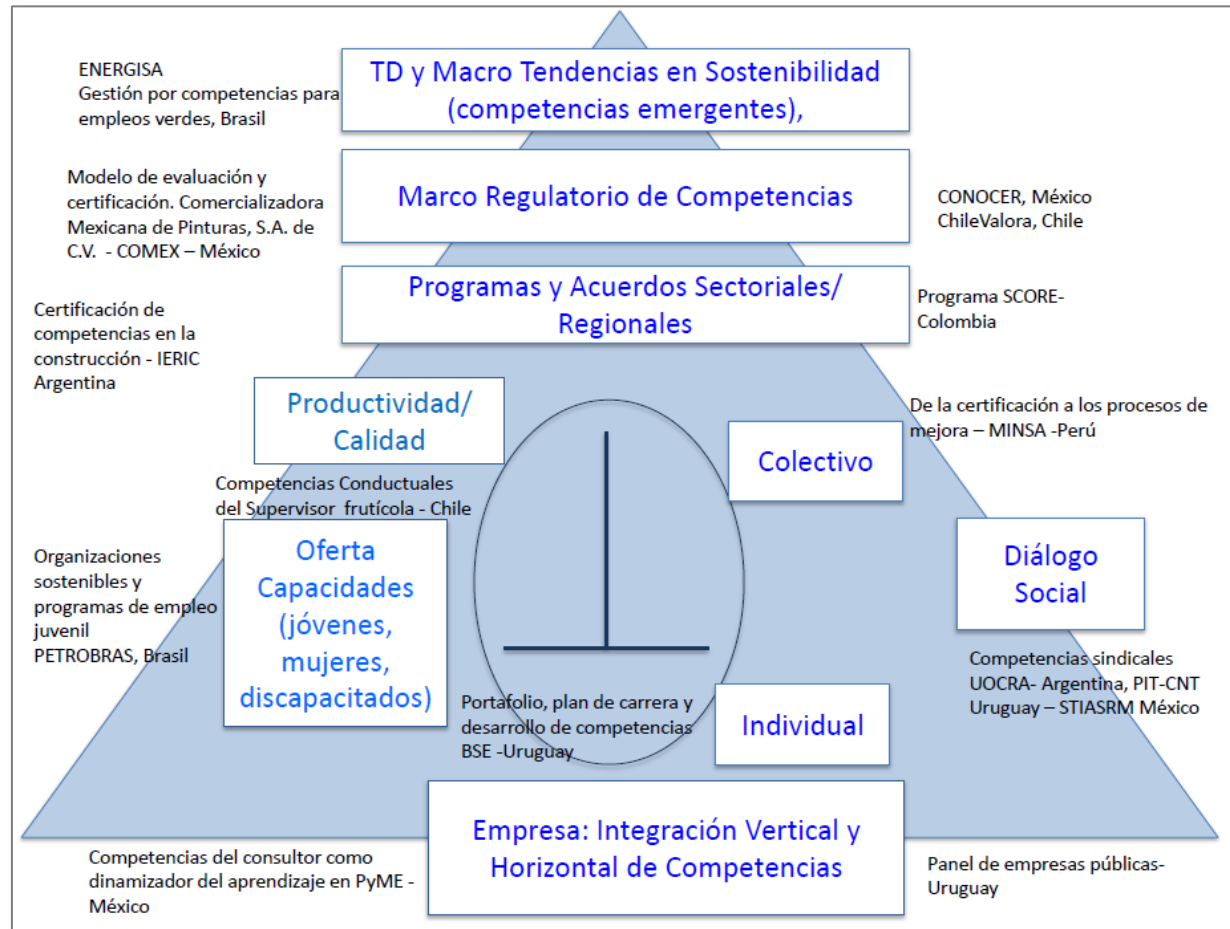 ENERGISA
Gestión por competencias para
empleos verdes, Brasil
TD y Macro Tendencias en Sostenibilidad
(competencias emergentes),
Modelo de evaluación y
certificación. Comercializadora
Mexicana de Pinturas, S.A. de
C.V. - COMEX – México
Marco Regulatorio de Competencias
CONOCER, México
ChileValora, Chile
Certificación de
competencias en la
construcción - IERIC
Argentina
Programas y Acuerdos Sectoriales/
Regionales
Programa SCORE-
Colombia
Productividad/
Calidad
De la certificación a los procesos de
mejora – MINSA -Perú
Colectivo
Competencias Conductuales
del Supervisor frutícola - Chile
Organizaciones
sostenibles y
programas de empleo
juvenil
PETROBRAS, Brasil
Oferta
Capacidades
(jóvenes,
mujeres,
discapacitados)
Diálogo
Social
Competencias sindicales
UOCRA- Argentina, PIT-CNT
Uruguay – STIASRM México
Portafolio, plan de carrera y
desarrollo de competencias
BSE -Uruguay
Individual
Empresa: Integración Vertical y
Horizontal de Competencias
Competencias del consultor como
dinamizador del aprendizaje en PyME -
México
Panel de empresas públicas-
Uruguay